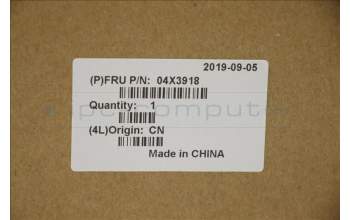 2019-09-05
(P)FRU P/N: 04X3918
Quantity: 1
(4L)Origin: CN
Made in CHINA